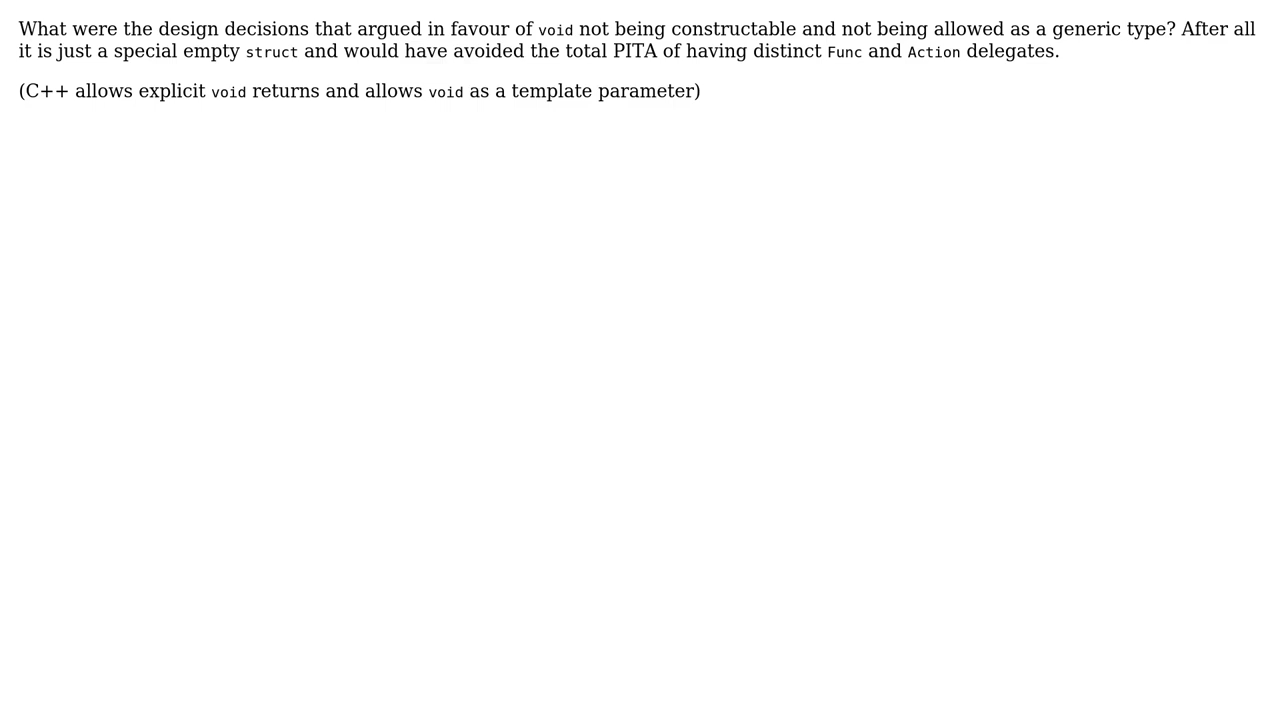 What were the design decisions that argued in favour of void not being constructable and not being allowed as a generic type? After all
it is just a special empty struct and would have avoided the total PITA of having distinct Func and Action delegates.
(C++ allows explicit void returns and allows void as a template parameter)